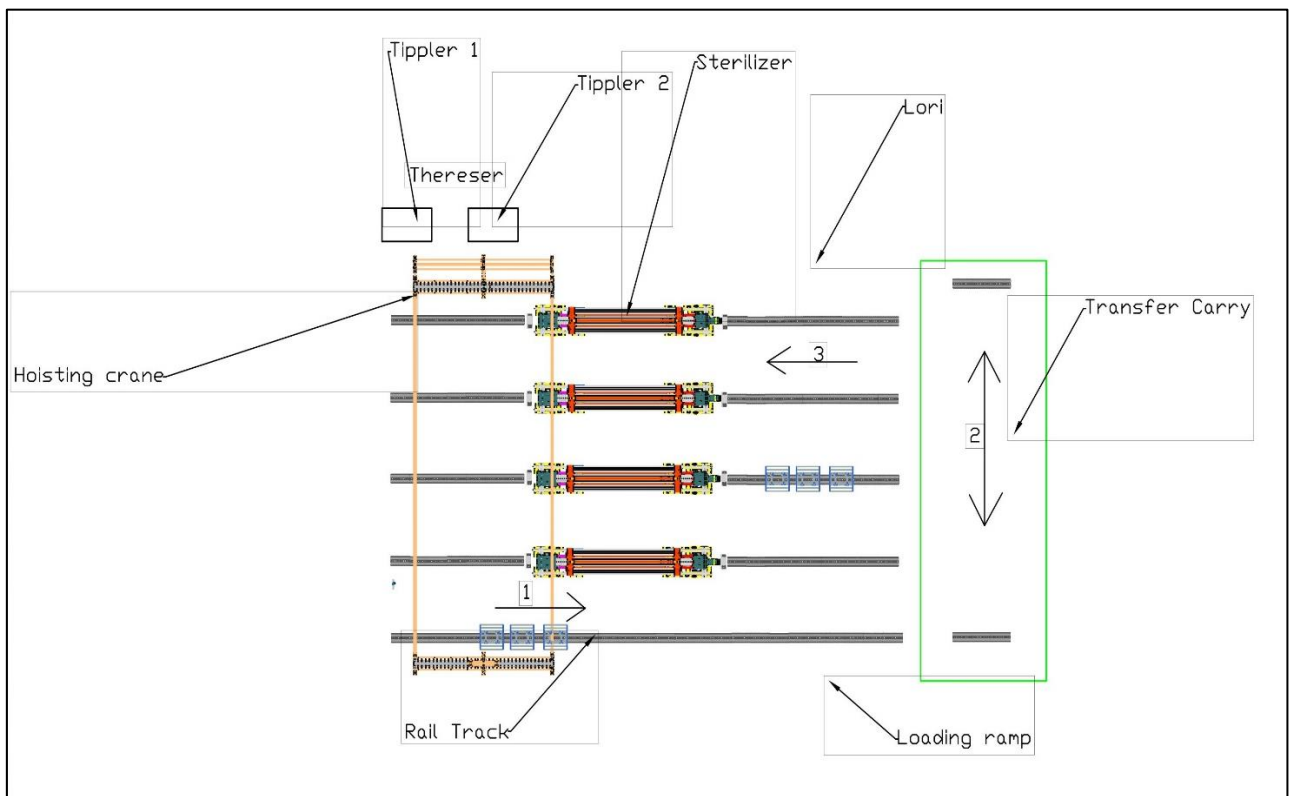 Tippler 1
Sterilizer
Tippler 2
Lori
Thereser
Transfer Carry
3
Hoisting crane
2
1
Rail Track
Loading ramp